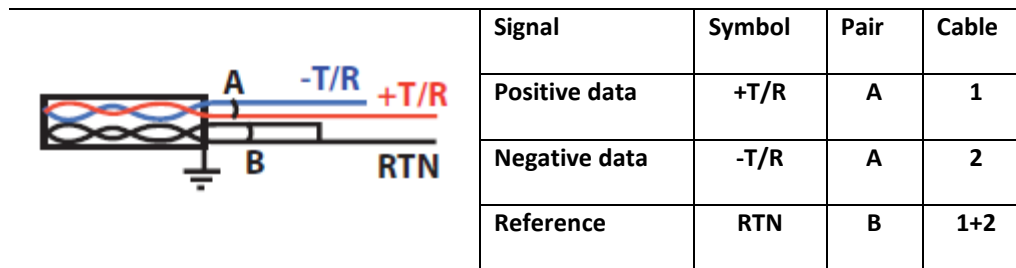 A
-T/R
+T/R
B
RTN
Signal Symbol Pair Cable
Positive data +T/R A 1
Negative data -T/R A 2
Reference RTN B 1+2